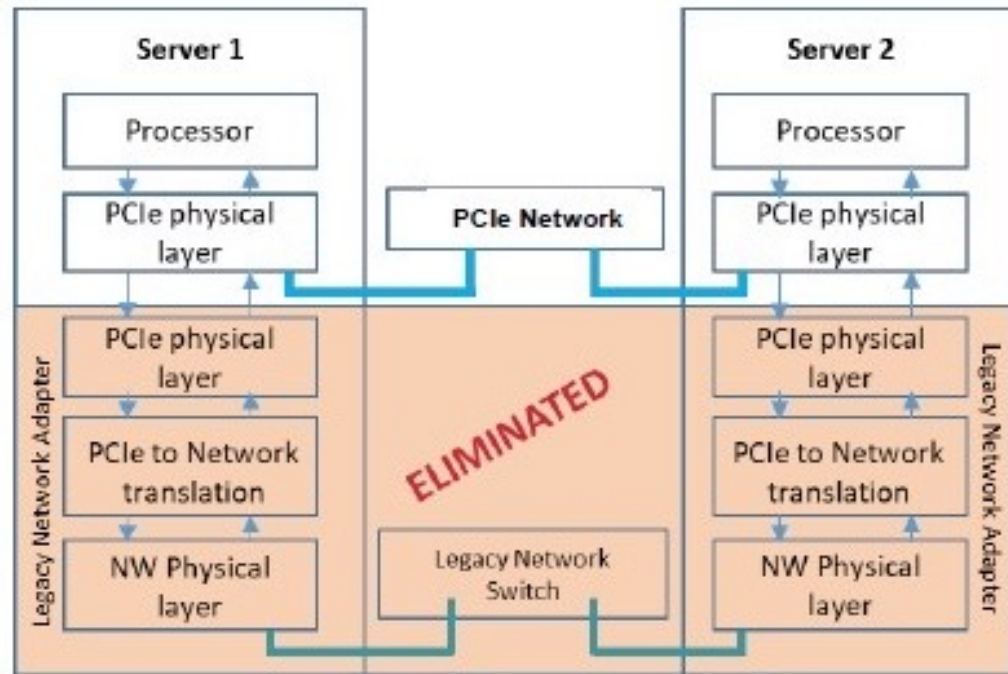 Server 1
Processor
PCIe physical
layer
PCIe physical
layer
PCIe to Network
translation
NW Physical
layer
Legacy Network Adapter
PCIe Network
ELIMINATED
Legacy Network
Switch
Server 2
Processor
PCIe physical
layer
PCIe physical
layer
PCIe to Network
translation
NW Physical
layer
Legacy Network Adapter